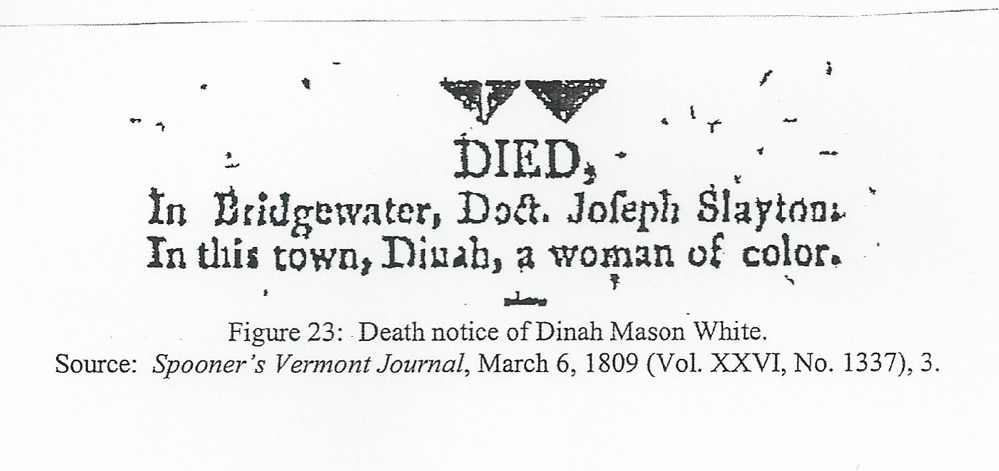 DIED,
In Bridgewater, Doct. Joſeph Slayton.
In this town, Dinah, a woman of color.
Figure 23: Death notice of Dinah Mason White.
Source: Spooner's Vermont Journal, March 6, 1809 (Vol. XXVI, No. 1337), 3.